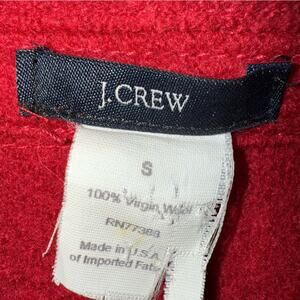 J.CREW
S
100% Virgin Wool
RN77388
Made in U.S.A.
of Imported Fab